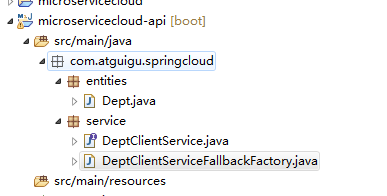 microservicecloud
microservicecloud-api [boot]
src/main/java
com.atguigu.springcloud
entities
Dept.java
service
DeptClientService.java
DeptClientServiceFallbackFactory.java
src/main/resources